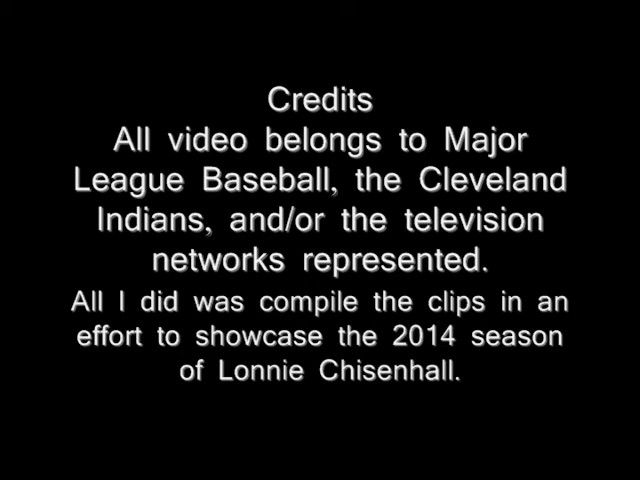 Credits
All video belongs to Major
League Baseball, the Cleveland
Indians, and/or the television
networks represented.
All I did was compile the clips in an
effort to showcase the 2014 season
of Lonnie Chisenhall.